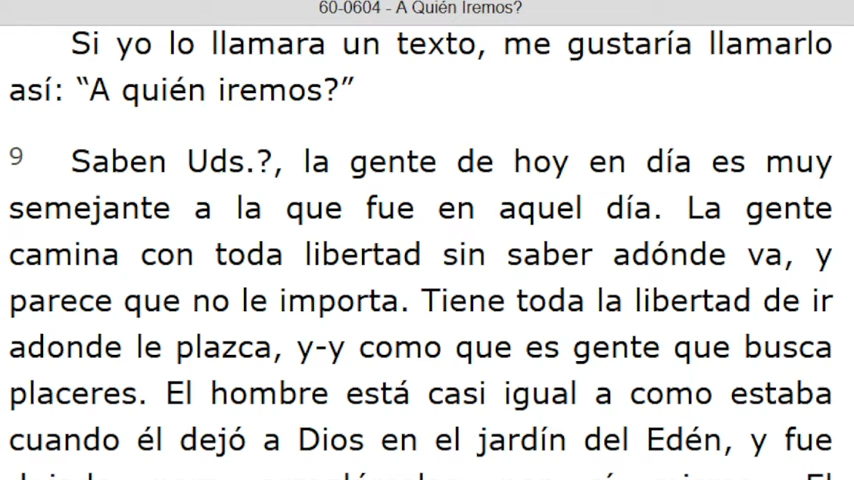 60-0604 - A Quién Iremos?
Si yo lo llamara un texto, me gustaría llamarlo
así: “A quién iremos?”
9 Saben Uds.?, la gente de hoy en día es muy
semejante a la que fue en aquel día. La gente
camina con toda libertad sin saber adónde va, y
parece que no le importa. Tiene toda la libertad de ir
adonde le plazca, y-y como que es gente que busca
placeres. El hombre está casi igual a como estaba
cuando él dejó a Dios en el jardín del Edén, y fue
El